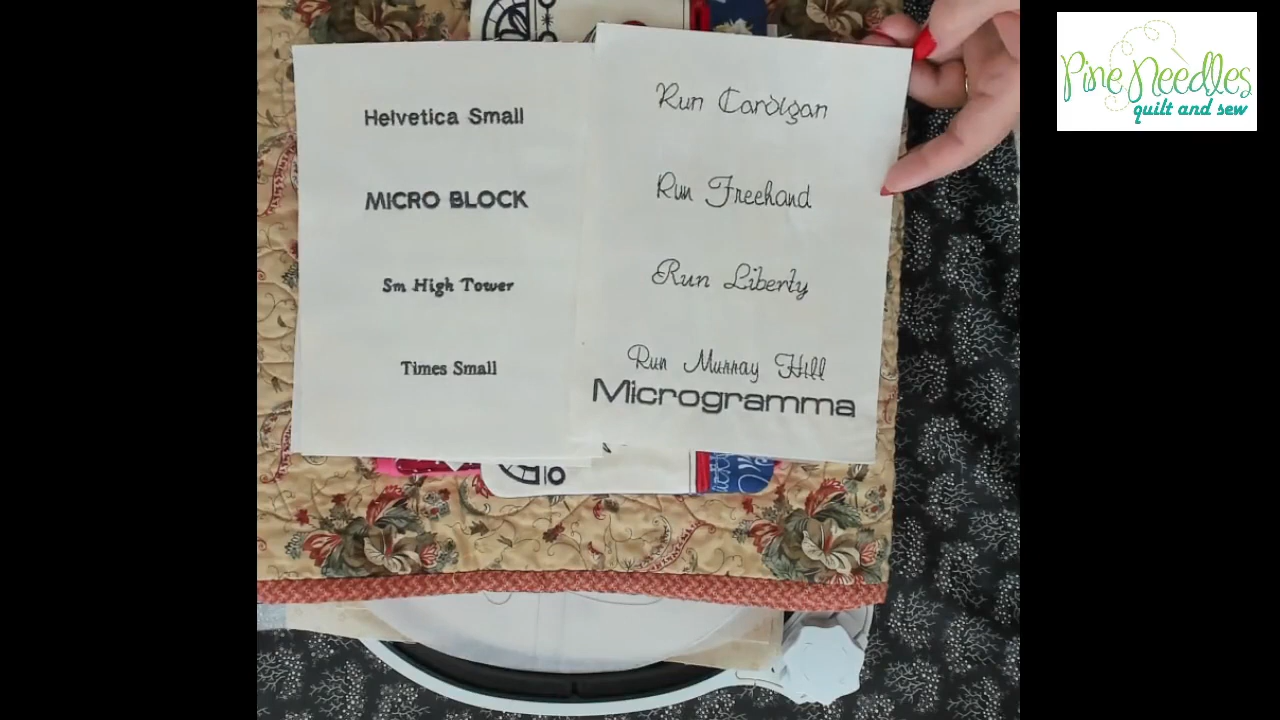 Helvetica Small
MICRO BLOCK
Sm High Tower
Times Small
Run Cardigan
Run Freehand
Run Liberty
Run Murray Hill
Microgramma
Pine Needles
quilt and sew